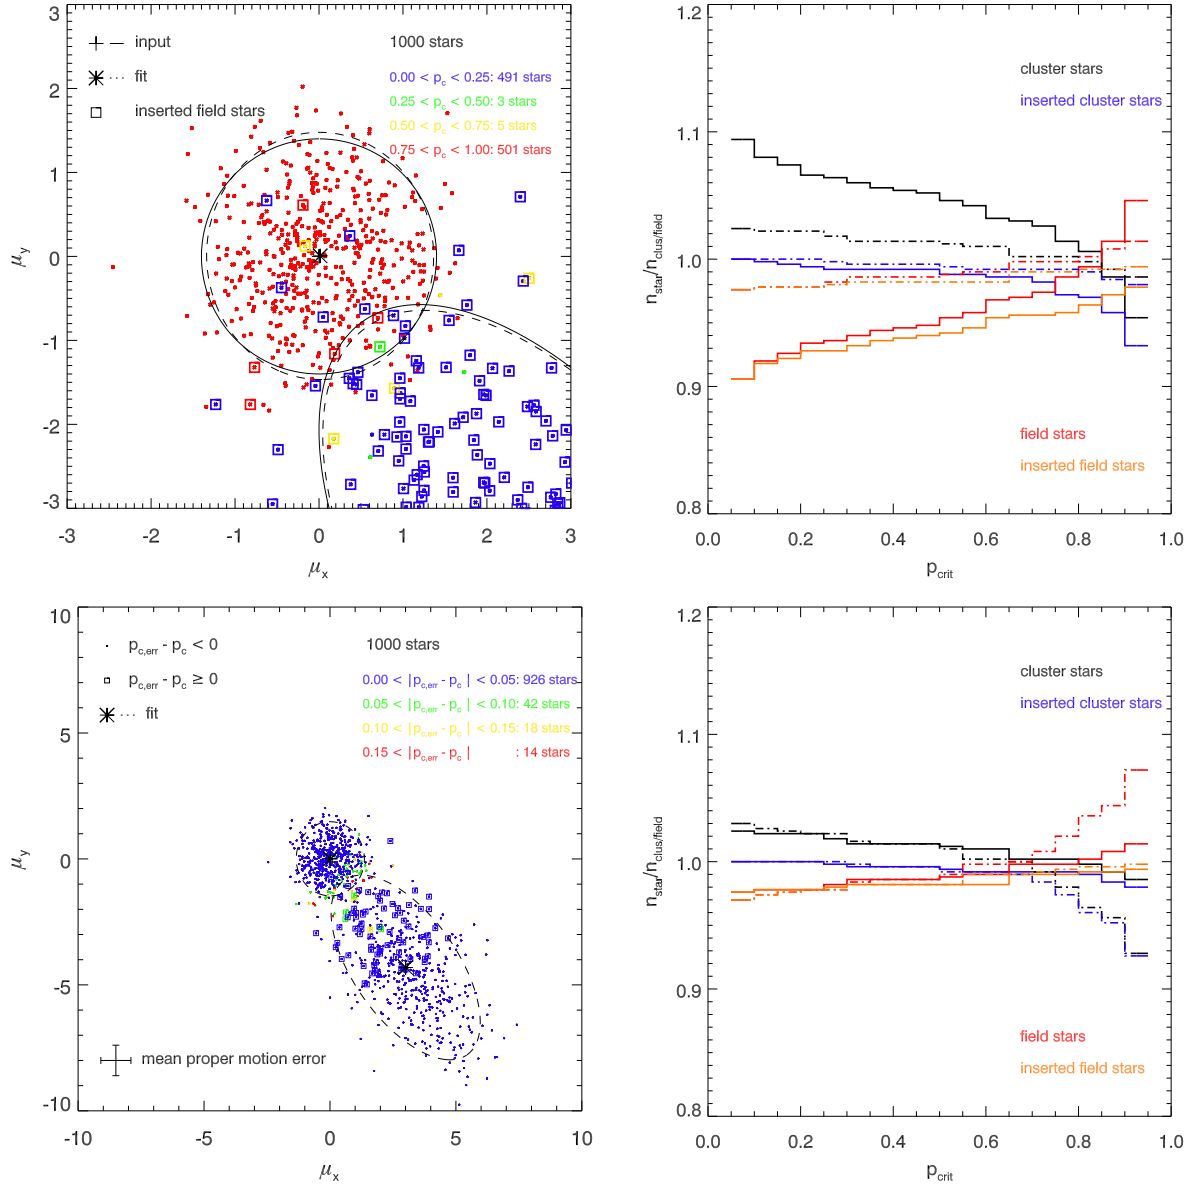 input
fit
inserted field stars
1000 stars
0.00 < p_c < 0.25: 491 stars
0.25 < p_c < 0.50: 3 stars
0.50 < p_c < 0.75: 5 stars
0.75 < p_c < 1.00: 501 stars
3
2
1
0
-1
-2
-3
μ_y
-3 -2 -1 0 1 2 3
μ_x
1.2
1.1
1.0
0.9
0.8
n_star/n_clus/field
cluster stars
inserted cluster stars
field stars
inserted field stars
0.0 0.2 0.4 0.6 0.8 1.0
p_crit
p_c,err - p_c < 0
p_c,err - p_c ≥ 0
fit
1000 stars
0.00 < |p_c,err - p_c| < 0.05: 926 stars
0.05 < |p_c,err - p_c| < 0.10: 42 stars
0.10 < |p_c,err - p_c| < 0.15: 18 stars
0.15 < |p_c,err - p_c| : 14 stars
10
5
0
-5
-10
μ_y
mean proper motion error
-10 -5 0 5 10
μ_x
1.2
1.1
1.0
0.9
0.8
n_star/n_clus/field
cluster stars
inserted cluster stars
field stars
inserted field stars
0.0 0.2 0.4 0.6 0.8 1.0
p_crit